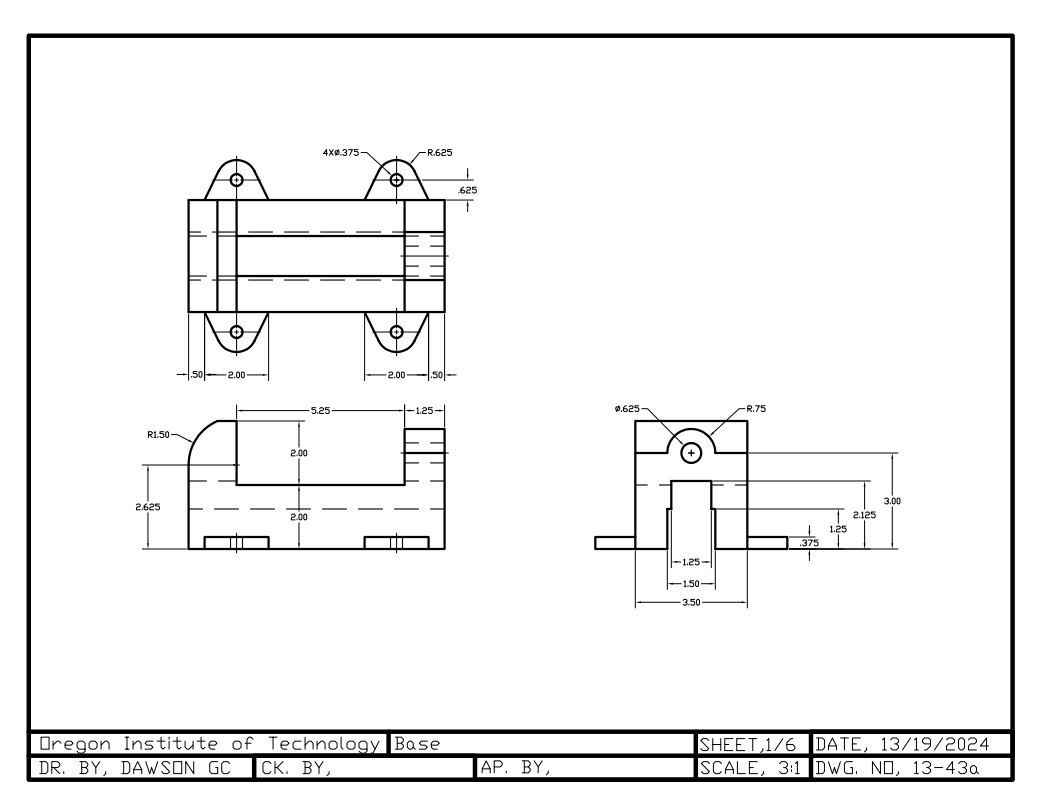 4XØ.375
R.625
.625
.50
2.00
2.00
.50
5.25
1.25
R1.50
2.00
2.625
2.00
Ø.625
R.75
3.00
2.125
1.25
.375
1.25
1.50
3.50
Oregon Institute of Technology
Base
SHEET,1/6
DATE, 13/19/2024
DR. BY, DAWSON GC
CK. BY,
AP. BY,
SCALE, 3:1
DWG. NO, 13-43a